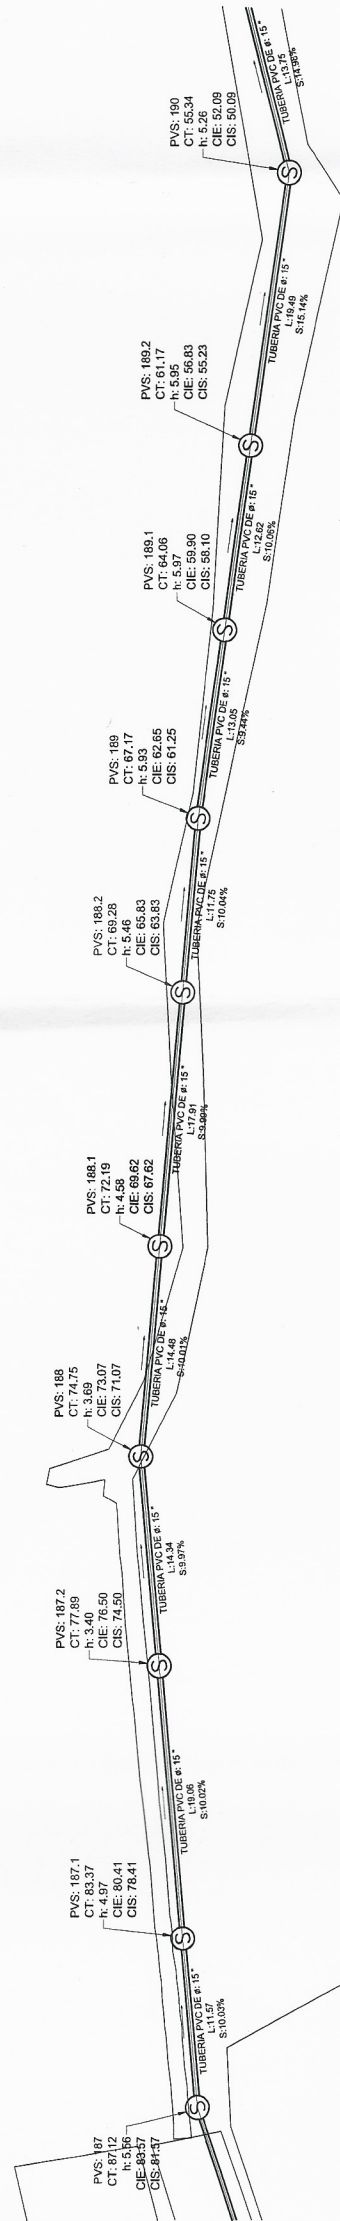 TUBERIA PVC DE ø: 15"
L:13.75
S:14.96%
PVS: 190
CT: 55.34
h: 5.26
CIE: 52.09
CIS: 50.09
S
TUBERIA PVC DE ø: 15"
L:19.49
S:15.14%
PVS: 189.2
CT: 61.17
h: 5.95
CIE: 56.83
CIS: 55.23
S
TUBERIA PVC DE ø: 15"
L:12.62
S:10.06%
PVS: 189.1
CT: 64.06
h: 5.97
CIE: 59.90
CIS: 58.10
S
TUBERIA PVC DE ø: 15"
L:13.05
S:9.44%
PVS: 189
CT: 67.17
h: 5.93
CIE: 62.65
CIS: 61.25
S
TUBERIA PVC DE ø: 15"
L:11.75
S:10.04%
PVS: 188.2
CT: 69.28
h: 5.46
CIE: 65.83
CIS: 63.83
S
TUBERIA PVC DE ø: 15"
L:17.91
S:9.99%
PVS: 188.1
CT: 72.19
h: 4.58
CIE: 69.62
CIS: 67.62
S
TUBERIA PVC DE ø: 15"
L:14.48
S:10.01%
PVS: 188
CT: 74.75
h: 3.69
CIE: 73.07
CIS: 71.07
S
TUBERIA PVC DE ø: 15"
L:14.34
S:9.97%
PVS: 187.2
CT: 77.89
h: 3.40
CIE: 76.50
CIS: 74.50
S
TUBERIA PVC DE ø: 15"
L:19.06
S:10.02%
PVS: 187.1
CT: 83.37
h: 4.97
CIE: 80.41
CIS: 78.41
S
TUBERIA PVC DE ø: 15"
L:11.57
S:10.03%
PVS: 187
CT: 87.12
h: 5.56
CIE: 83.57
CIS: 81.57
S